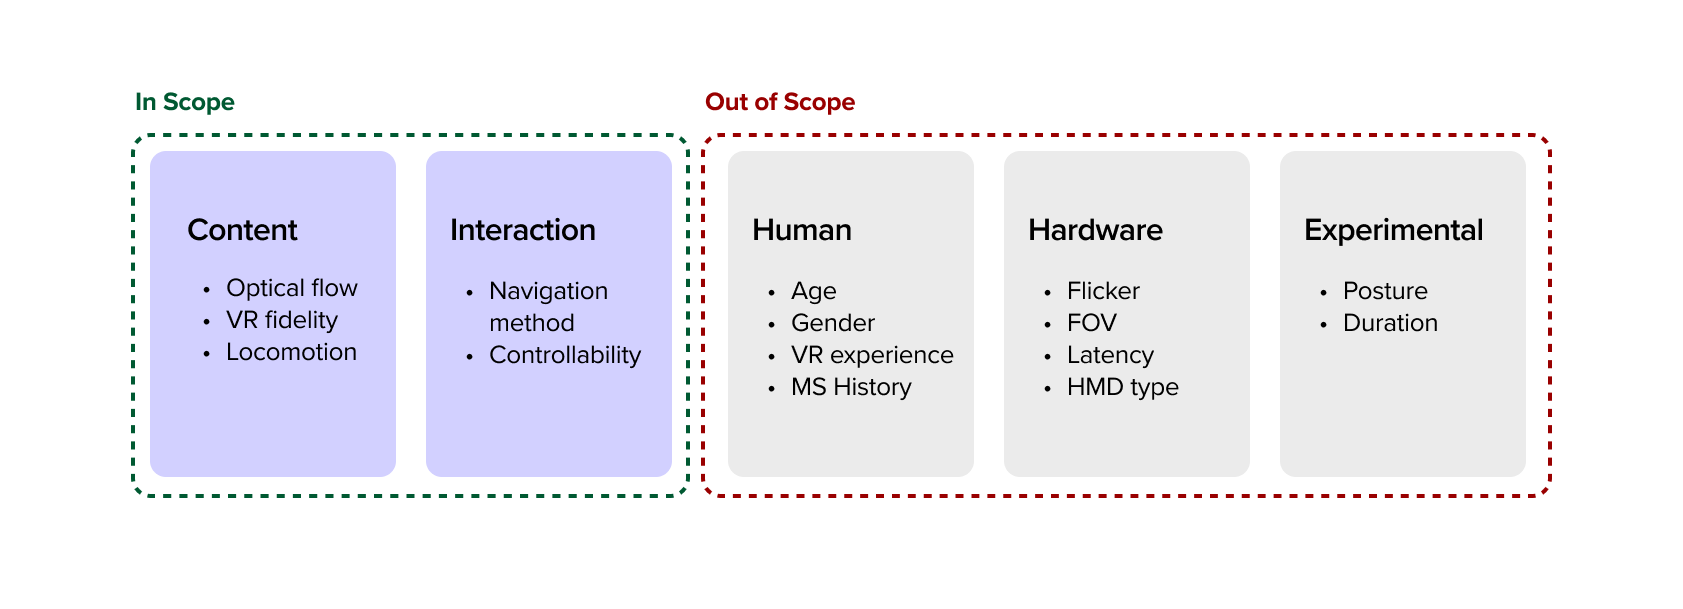 In Scope
Out of Scope
Content
• Optical flow
• VR fidelity
• Locomotion
Interaction
• Navigation
method
• Controllability
Human
• Age
• Gender
• VR experience
• MS History
Hardware
• Flicker
• FOV
• Latency
• HMD type
Experimental
• Posture
• Duration